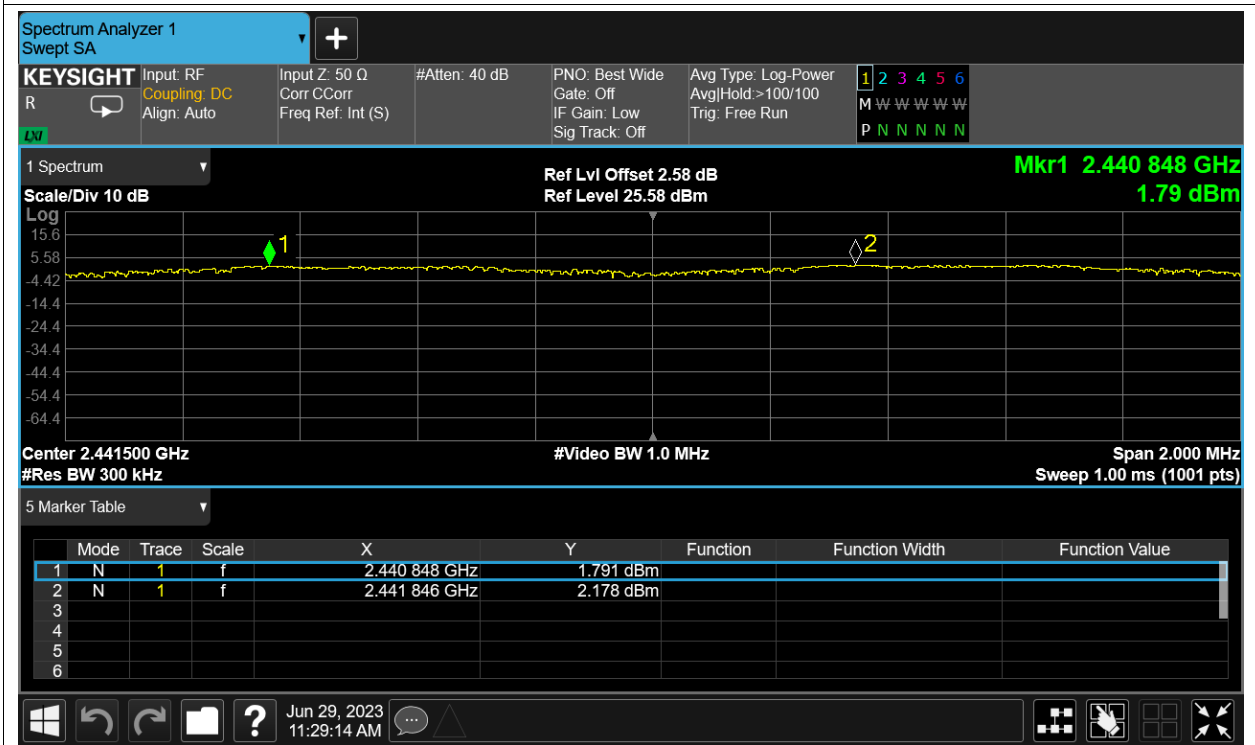 Spectrum Analyzer 1
Swept SA
KEYSIGHT
R
LXI
Input: RF
Coupling: DC
Align: Auto
Input Z: 50 Ω
Corr CCorr
Freq Ref: Int (S)
#Atten: 40 dB
PNO: Best Wide
Gate: Off
IF Gain: Low
Sig Track: Off
Avg Type: Log-Power
Avg|Hold:>100/100
Trig: Free Run
1 2 3 4 5 6
M W W W W W
P N N N N N
1 Spectrum
Scale/Div 10 dB
Ref Lvl Offset 2.58 dB
Ref Level 25.58 dBm
Mkr1 2.440 848 GHz
1.79 dBm
Log
15.6
5.58
-4.42
-14.4
-24.4
-34.4
-44.4
-54.4
-64.4
1
2
Center 2.441500 GHz
#Video BW 1.0 MHz
Span 2.000 MHz
#Res BW 300 kHz
Sweep 1.00 ms (1001 pts)
5 Marker Table
Mode Trace Scale X Y Function Function Width Function Value
1 N 1 f 2.440 848 GHz 1.791 dBm
2 N 1 f 2.441 846 GHz 2.178 dBm
3
4
5
6
?
Jun 29, 2023
11:29:14 AM